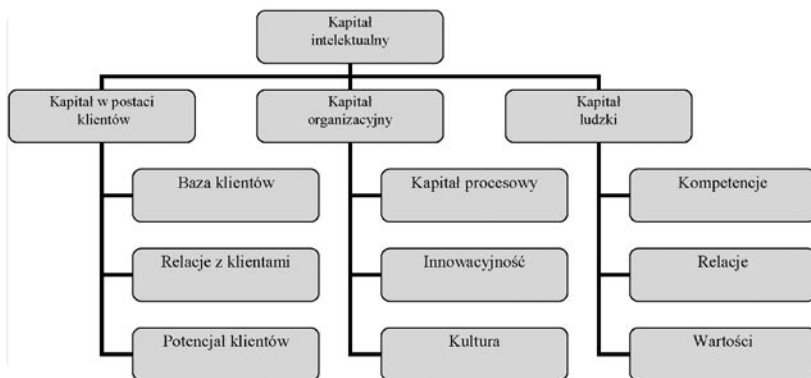 Kapitał
intelektualny
Kapitał w postaci
klientów
Kapitał
organizacyjny
Kapitał
ludzki
Baza klientów
Kapitał procesowy
Kompetencje
Relacje z klientami
Innowacyjność
Relacje
Potencjał klientów
Kultura
Wartości